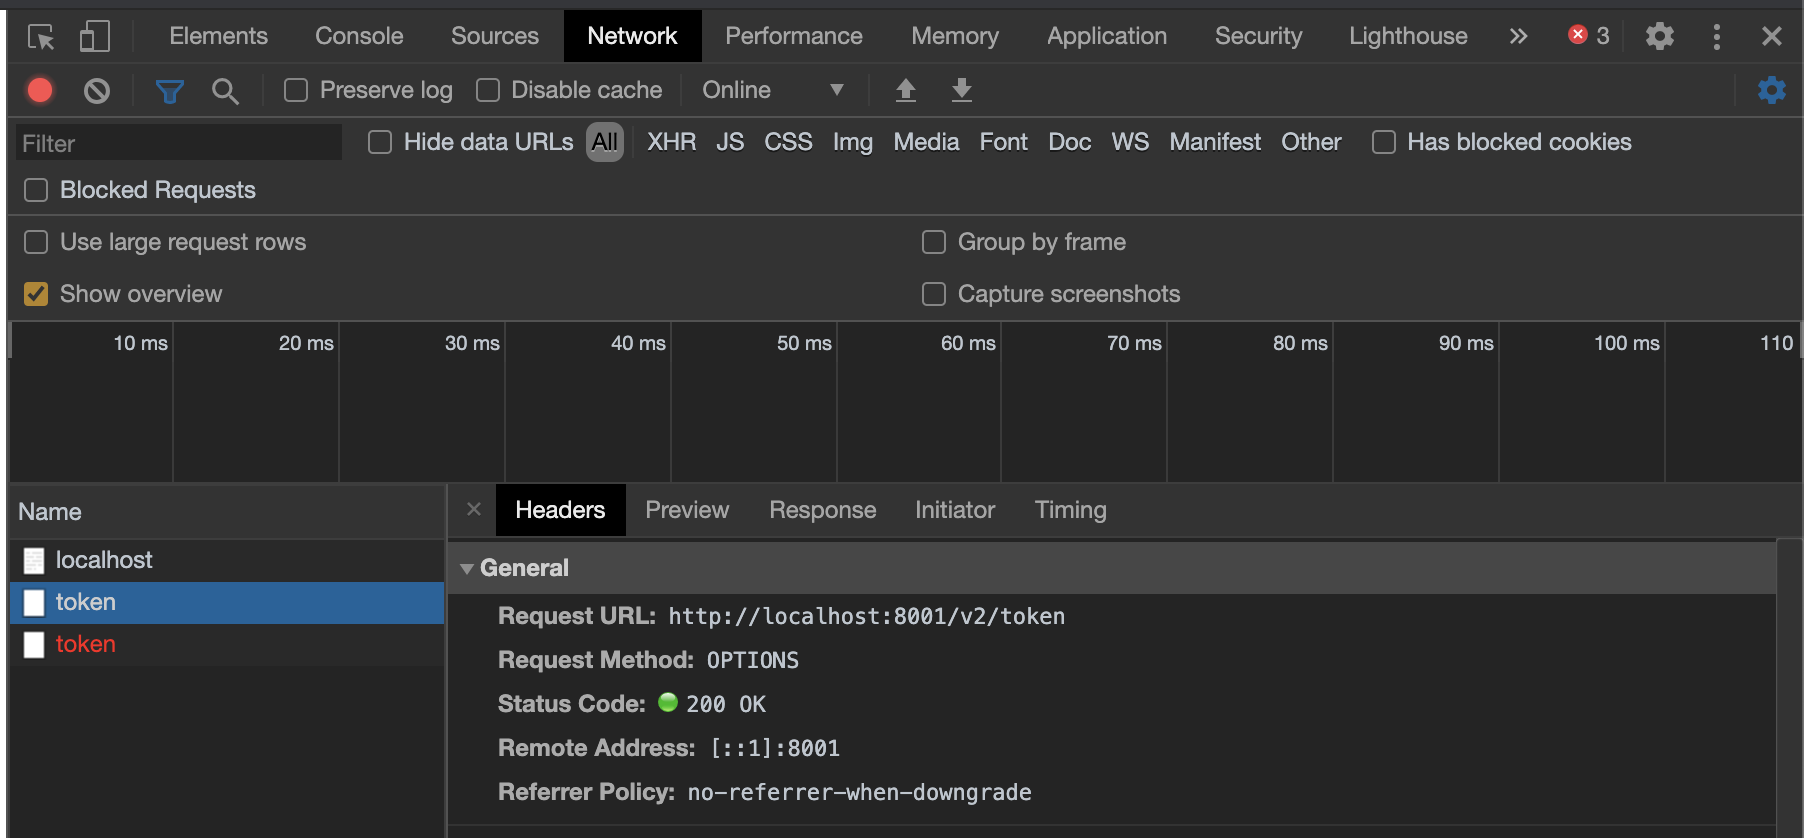 Elements Console Sources Network Performance Memory Application Security Lighthouse » 3
Preserve log Disable cache Online
Filter Hide data URLs All XHR JS CSS Img Media Font Doc WS Manifest Other Has blocked cookies
Blocked Requests
Use large request rows Group by frame
Show overview Capture screenshots
10 ms 20 ms 30 ms 40 ms 50 ms 60 ms 70 ms 80 ms 90 ms 100 ms 110
Name Headers Preview Response Initiator Timing
localhost
token
token
General
Request URL: http://localhost:8001/v2/token
Request Method: OPTIONS
Status Code: 200 OK
Remote Address: [::1]:8001
Referrer Policy: no-referrer-when-downgrade